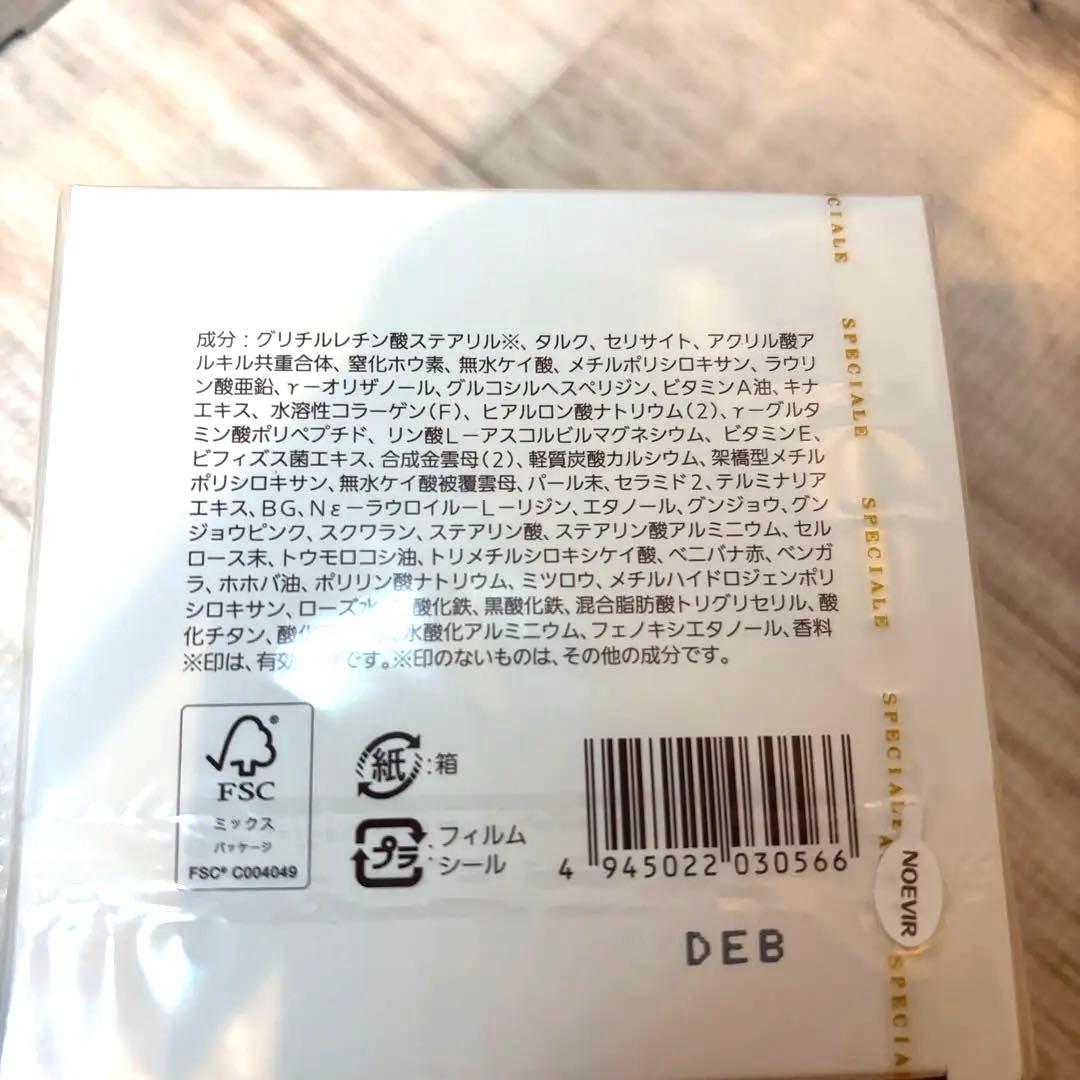 成分：グリチルレチン酸ステアリル※、タルク、セリサイト、アクリル酸ア
ルキル共重合体、窒化ホウ素、無水ケイ酸、メチルポリシロキサン、ラウリ
ン酸亜鉛、γーオリザノール、グルコシルヘスペリジン、ビタミンA油、キナ
エキス、水溶性コラーゲン(F)、ヒアルロン酸ナトリウム(2)、γーグルタ
ミン酸ポリペプチド、リン酸Lーアスコルビルマグネシウム、ビタミンE、
ビフィズス菌エキス、合成金雲母(2)、軽質炭酸カルシウム、架橋型メチル
ポリシロキサン、無水ケイ酸被覆雲母、パール末、セラミド2、テルミナリア
エキス、BG、NεーラウロイルーLーリジン、エタノール、グンジョウ、グン
ジョウピンク、スクワラン、ステアリン酸、ステアリン酸アルミニウム、セル
ロース末、トウモロコシ油、トリメチルシロキシケイ酸、ベニバナ赤、ベンガ
ラ、ホホバ油、ポリリン酸ナトリウム、ミツロウ、メチルハイドロジェンポリ
シロキサン、ローズ水、酸化鉄、黒酸化鉄、混合脂肪酸トリグリセリル、酸
化チタン、酸化 水酸化アルミニウム、フェノキシエタノール、香料
※印は、有効 です。※印のないものは、その他の成分です。
FSC®
ミックス
パッケージ
FSC® C004049
紙:箱
プラ:フィルム
シール
4 945022 030566
DEB
CIALE
SPECIALE
SPECIALE
SPECIALE
NOEVIR
SPECIA